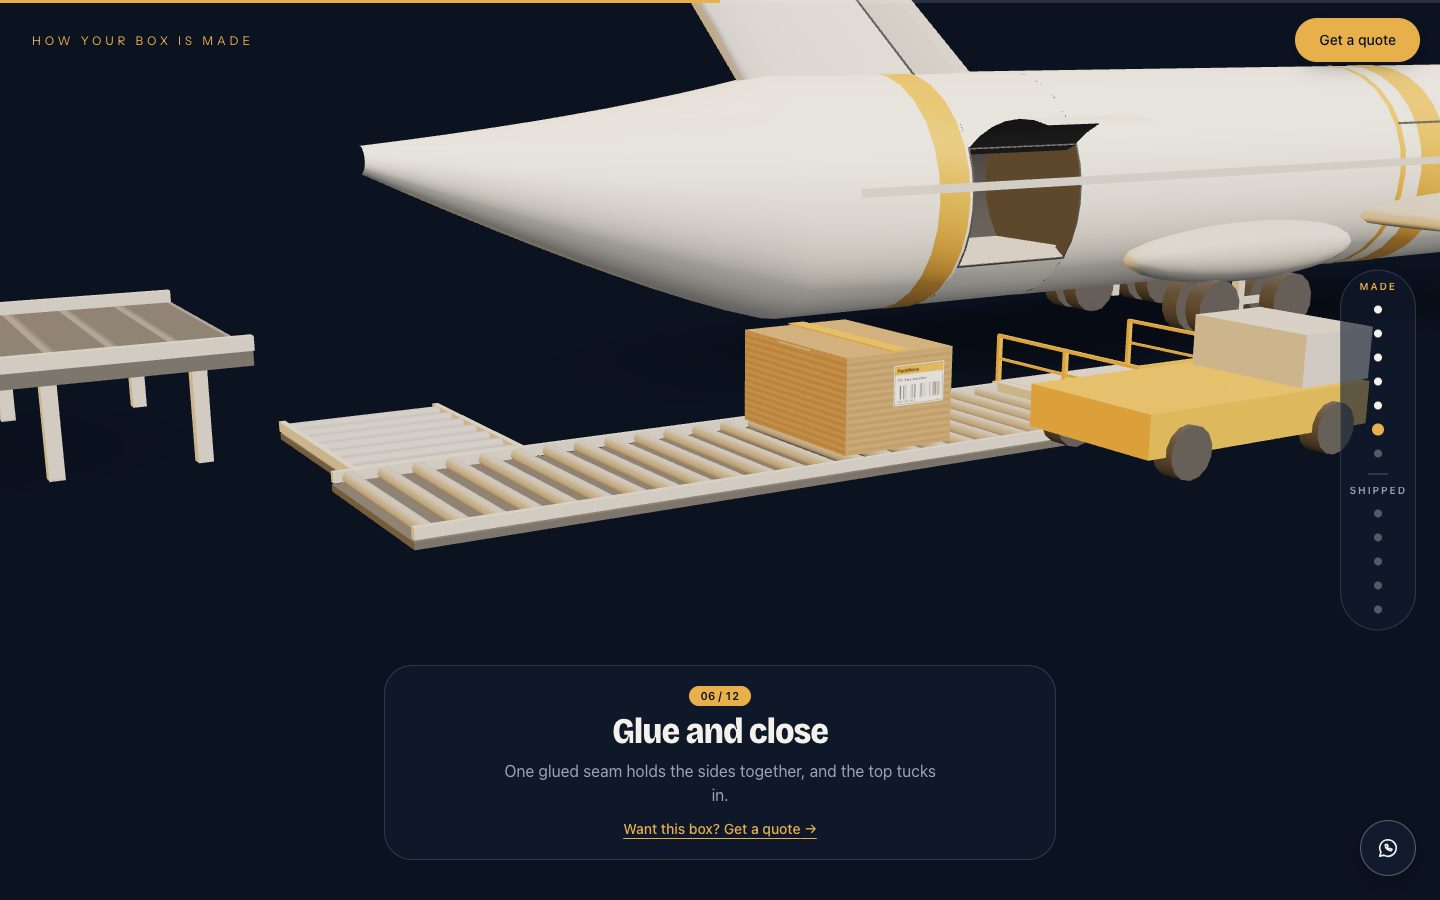 HOW YOUR BOX IS MADE
Get a quote
MADE
SHIPPED
06 / 12
Glue and close
One glued seam holds the sides together, and the top tucks
in.
Want this box? Get a quote →